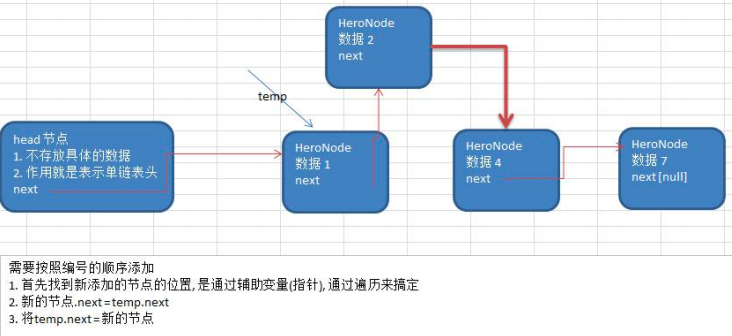 HeroNode
数据 2
next
temp
head 节点
1. 不存放具体的数据
2. 作用就是表示单链表头
next
HeroNode
数据 1
next
HeroNode
数据 4
next
HeroNode
数据 7
next [null]
需要按照编号的顺序添加
1. 首先找到新添加的节点的位置, 是通过辅助变量(指针), 通过遍历来搞定
2. 新的节点.next = temp.next
3. 将temp.next = 新的节点